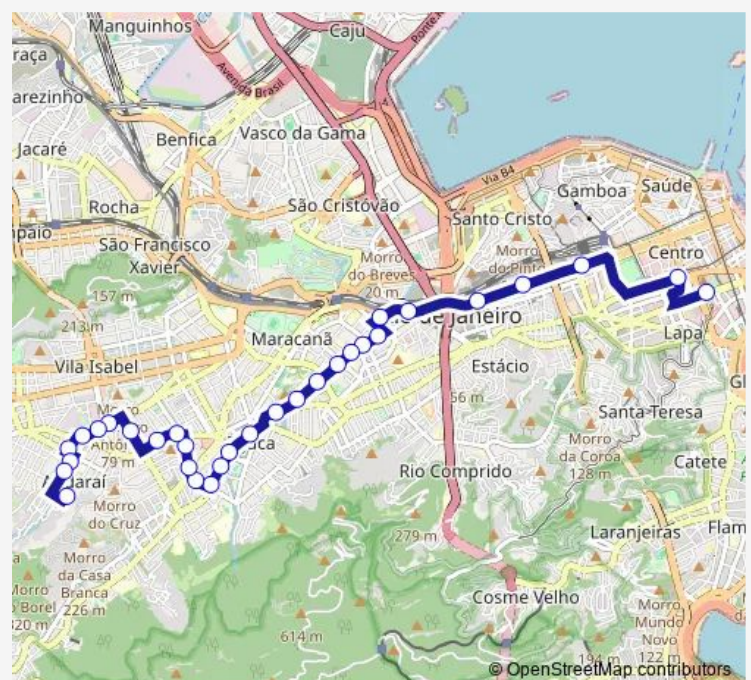 Manguinhos
Caju
Ponte
raça
Avenida Brasil
arezinho
Vasco da Gama
Benfica
Jacaré
Via B4
Gamboa
Saúde
Rocha
São Cristóvão
Santo Cristo
paio
São Francisco
Xavier
Morro
do Breves
20 m
Morro
do Pinto
Centro
157 m
213 m
Maracanã
de Janeiro
Lapa
Vila Isabel
Estácio
Gl
56 m
Santa Teresa
79 m
Morro
da Coroa
128 m
Catete
Rio Comprido
araí
Morro
do Cruz
279 m
Laranjeiras
Flam
Morro
da Casa
Branca
226 m
Morro
o Borel
320 m
Cosme Velho
Morro
Mundo
Novo
122 m
614 m
194 m
© OpenStreetMap contributors